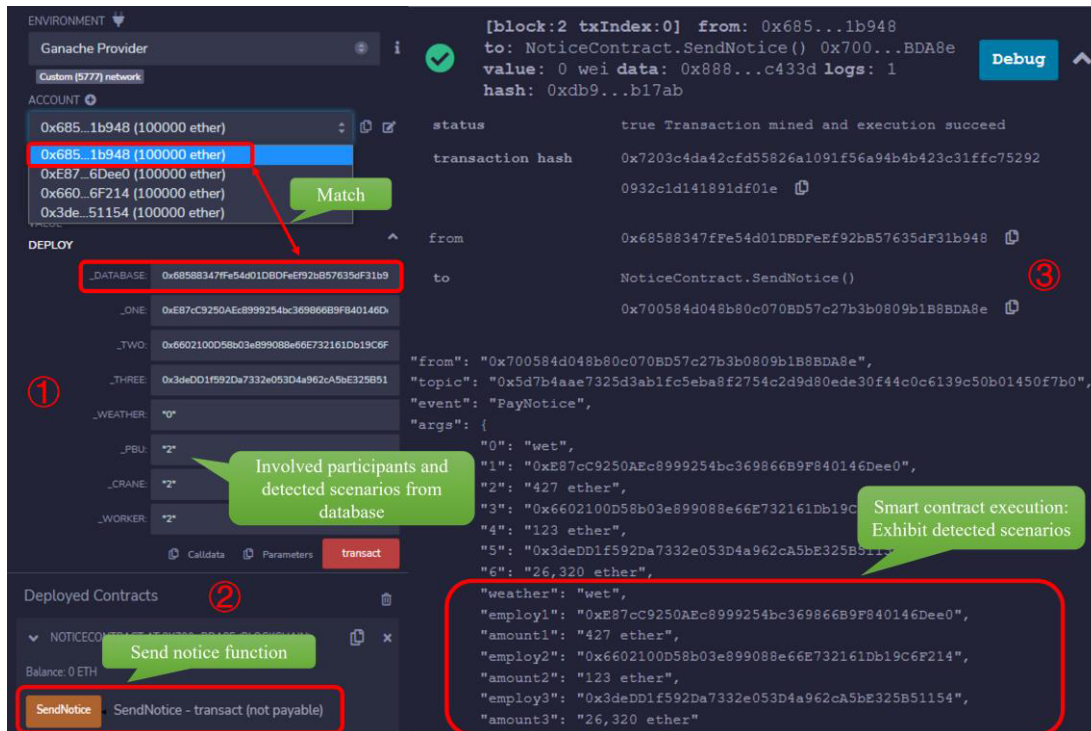 ENVIRONMENT
Ganache Provider
i
Custom (5777) network
ACCOUNT
0x685...1b948 (100000 ether)
0x685...1b948 (100000 ether)
0xE87...6Dee0 (100000 ether)
0x660...6F214 (100000 ether)
0x3de...51154 (100000 ether)
Match
VALUE
DEPLOY
_DATABASE: 0x68588347fFe54d01DBDFeEf92bB57635dF31b9
_ONE: 0xE87cC9250AEc8999254bc369866B9F840146D
_TWO: 0x6602100D58b03e899088e66E732161Db19C6F
_THREE: 0x3deDD1f592Da7332e053D4a962cA5bE325B51
①
_WEATHER: "0"
_PBU: "2"
_CRANE: "2"
_WORKER: "2"
Involved participants and
detected scenarios from
database
Calldata Parameters transact
Deployed Contracts
②
Balance: 0 ETH
Send notice function
SendNotice SendNotice - transact (not payable)
[block:2 txIndex:0] from: 0x685...1b948
to: NoticeContract.SendNotice() 0x700...BDA8e
value: 0 wei data: 0x888...c433d logs: 1
hash: 0xdb9...b17ab
Debug
status true Transaction mined and execution succeed
transaction hash 0x7203c4da42cfd55826a1091f56a94b4b423c31ffc75292
0932c1d141891df01e
from 0x68588347fFe54d01DBDFeEf92bB57635dF31b948
to NoticeContract.SendNotice()
0x700584d048b80c070BD57c27b3b0809b1B8BDA8e
③
"from": "0x700584d048b80c070BD57c27b3b0809b1B8BDA8e",
"topic": "0x5d7b4aae7325d3ab1fc5eba8f2754c2d9d80ede30f44c0c6139c50b01450f7b0",
"event": "PayNotice",
"args": {
"0": "wet",
"1": "0xE87cC9250AEc8999254bc369866B9F840146Dee0",
"2": "427 ether",
"3": "0x6602100D58b03e899088e66E732161Db19C
"4": "123 ether",
"5": "0x3deDD1f592Da7332e053D4a962cA5bE325B51154
"6": "26,320 ether",
Smart contract execution:
Exhibit detected scenarios
"weather": "wet",
"employ1": "0xE87cC9250AEc8999254bc369866B9F840146Dee0",
"amount1": "427 ether",
"employ2": "0x6602100D58b03e899088e66E732161Db19C6F214",
"amount2": "123 ether",
"employ3": "0x3deDD1f592Da7332e053D4a962cA5bE325B51154",
"amount3": "26,320 ether"